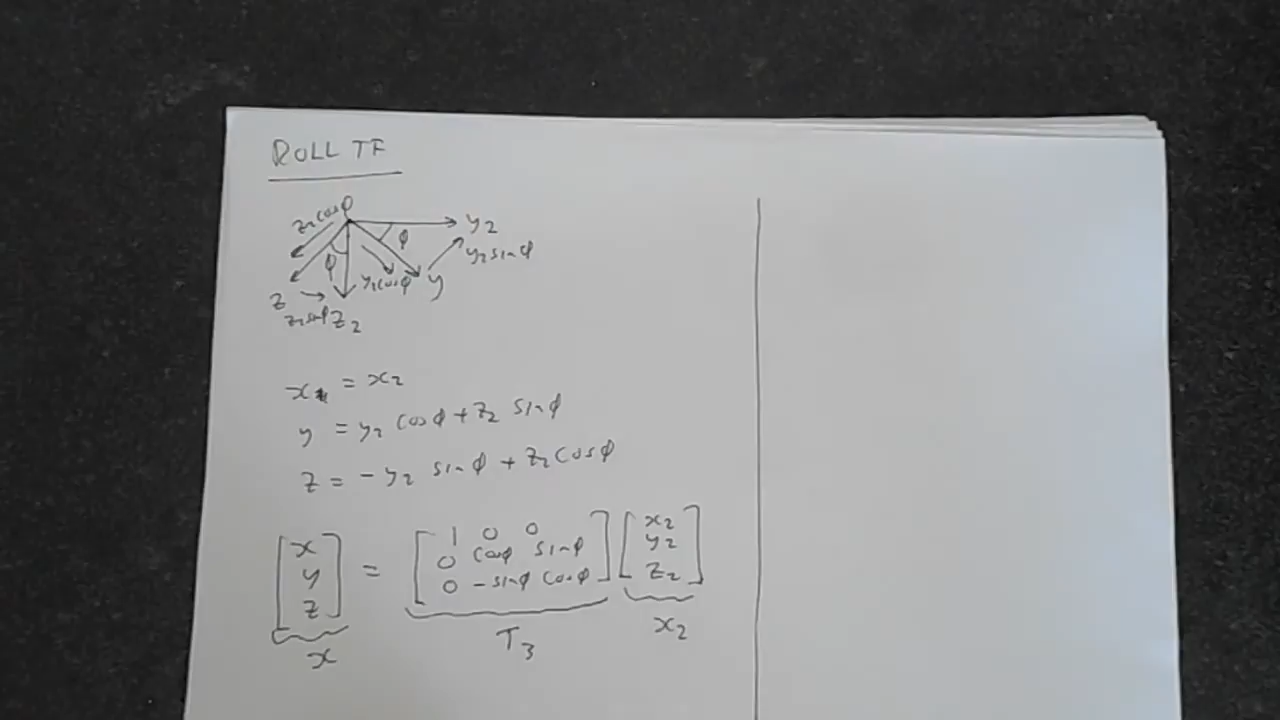 ROLL TF
z₂cosϕ
y₂
ϕ
y₂sinϕ
ϕ
y₂cosϕ
y
z
z₂sinϕ
z₂
x = x₂
y = y₂ cosϕ + z₂ sinϕ
z = -y₂ sinϕ + z₂ cosϕ
[x y z] = [1 0 0
0 cosϕ sinϕ
0 -sinϕ cosϕ] [x₂ y₂ z₂]
x
T₃
x₂